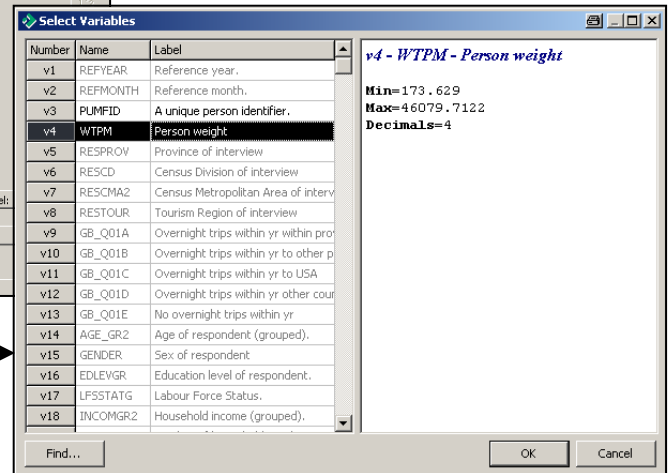 Select Variables
Number Name Label
v1 REFYEAR Reference year.
v2 REFMONTH Reference month.
v3 PUMFID A unique person identifier.
v4 WTPM Person weight
v5 RESPROV Province of interview
v6 RESCD Census Division of interview
v7 RESCMA2 Census Metropolitan Area of interv
v8 RESTOUR Tourism Region of interview
v9 GB_Q01A Overnight trips within yr within pro
v10 GB_Q01B Overnight trips within yr to other p
v11 GB_Q01C Overnight trips within yr to USA
v12 GB_Q01D Overnight trips within yr other cour
v13 GB_Q01E No overnight trips within yr
v14 AGE_GR2 Age of respondent (grouped).
v15 GENDER Sex of respondent
v16 EDLEVGR Education level of respondent.
v17 LFSSTATG Labour Force Status.
v18 INCOMGR2 Household income (grouped).
v4 - WTPM - Person weight
Min=173.629
Max=46079.7122
Decimals=4
el:
Find... OK Cancel